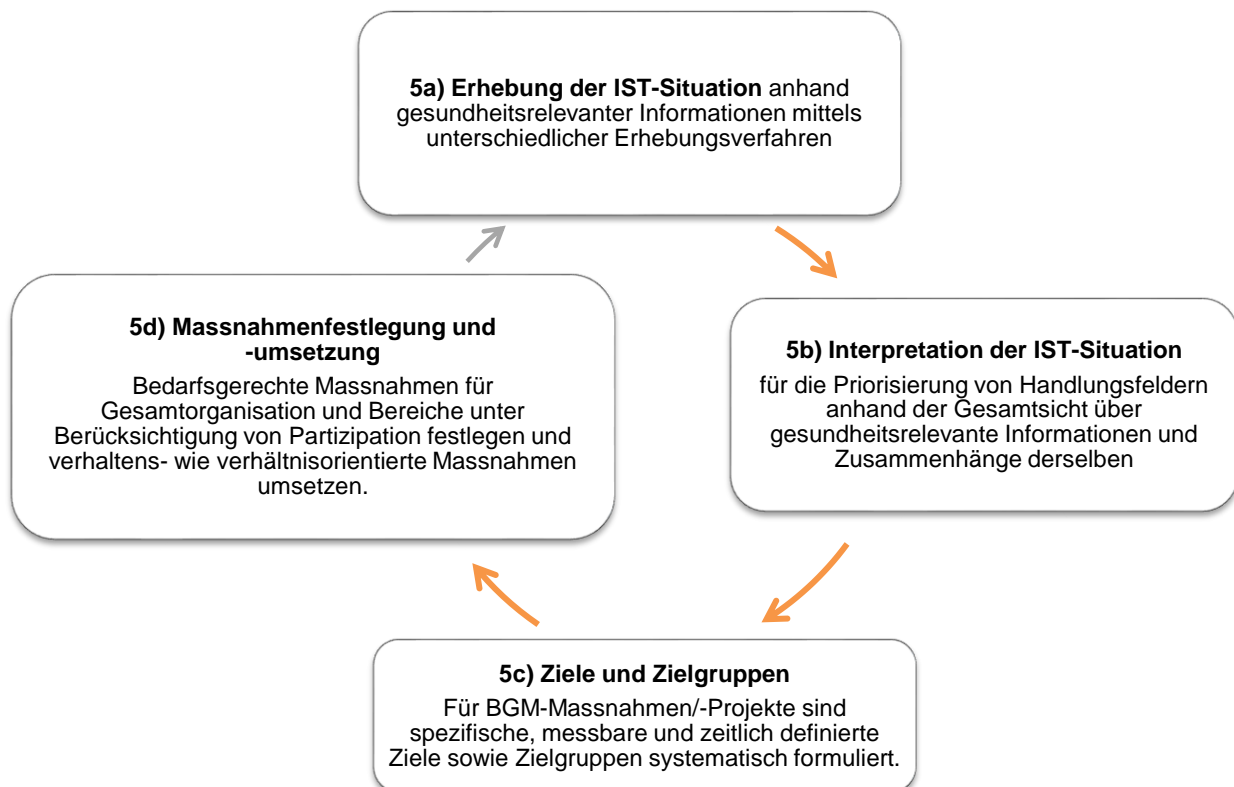 5a) Erhebung der IST-Situation anhand
gesundheitsrelevanter Informationen mittels
unterschiedlicher Erhebungsverfahren
5b) Interpretation der IST-Situation
für die Priorisierung von Handlungsfeldern
anhand der Gesamtsicht über
gesundheitsrelevante Informationen und
Zusammenhänge derselben
5c) Ziele und Zielgruppen
Für BGM-Massnahmen/-Projekte sind
spezifische, messbare und zeitlich definierte
Ziele sowie Zielgruppen systematisch formuliert.
5d) Massnahmenfestlegung und
-umsetzung
Bedarfsgerechte Massnahmen für
Gesamtorganisation und Bereiche unter
Berücksichtigung von Partizipation festlegen und
verhaltens- wie verhältnisorientierte Massnahmen
umsetzen.